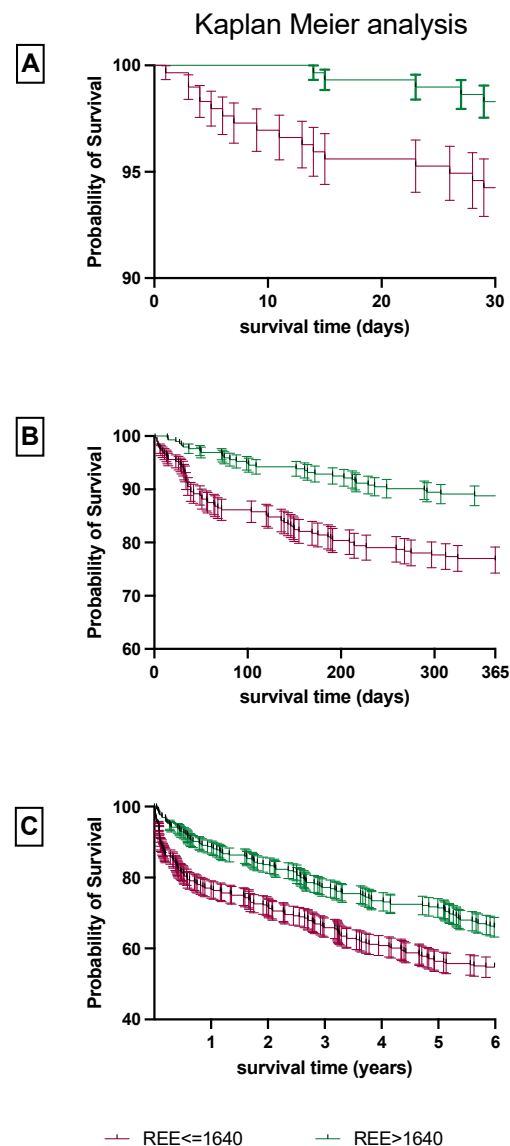 Kaplan Meier analysis
A
Probability of Survival
100
95
90
0 10 20 30
survival time (days)
B
Probability of Survival
100
90
80
70
60
0 100 200 300 365
survival time (days)
C
Probability of Survival
100
80
60
40
1 2 3 4 5 6
survival time (years)
REE<=1640 REE>1640